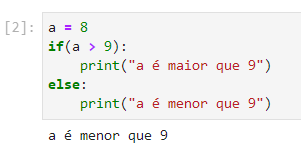 [2]: a = 8
if(a > 9):
    print("a é maior que 9")
else:
    print("a é menor que 9")
a é menor que 9